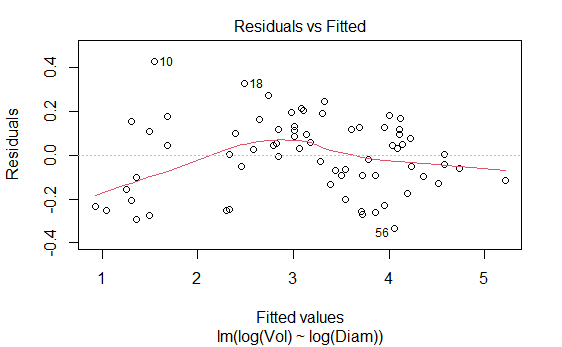 Residuals vs Fitted
Residuals
0.4
0.2
0.0
-0.2
-0.4
10
18
56
1 2 3 4 5
Fitted values
lm(log(Vol) ~ log(Diam))